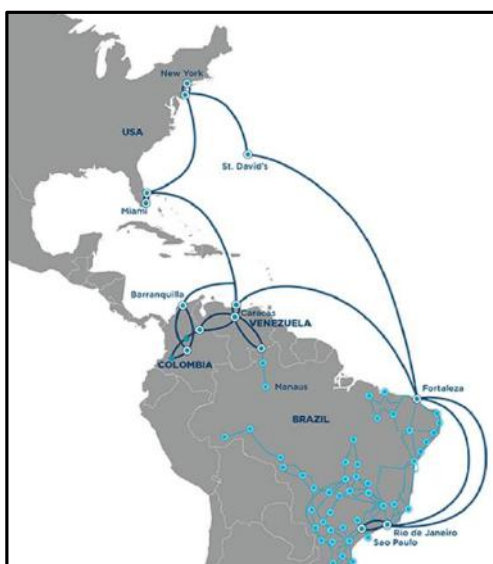 New York
USA
St. David's
Miami
Barranquilla
Caracas
VENEZUELA
COLOMBIA
Manaus
Fortaleza
BRAZIL
Rio de Janeiro
Sao Paulo